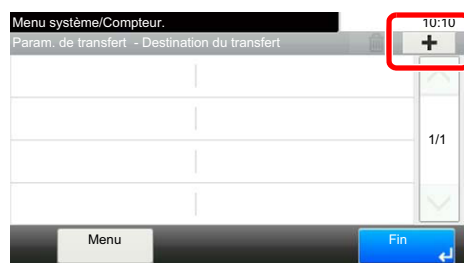 Menu système/Compteur. 10:10
Param. de transfert - Destination du transfert
1/1
Menu Fin